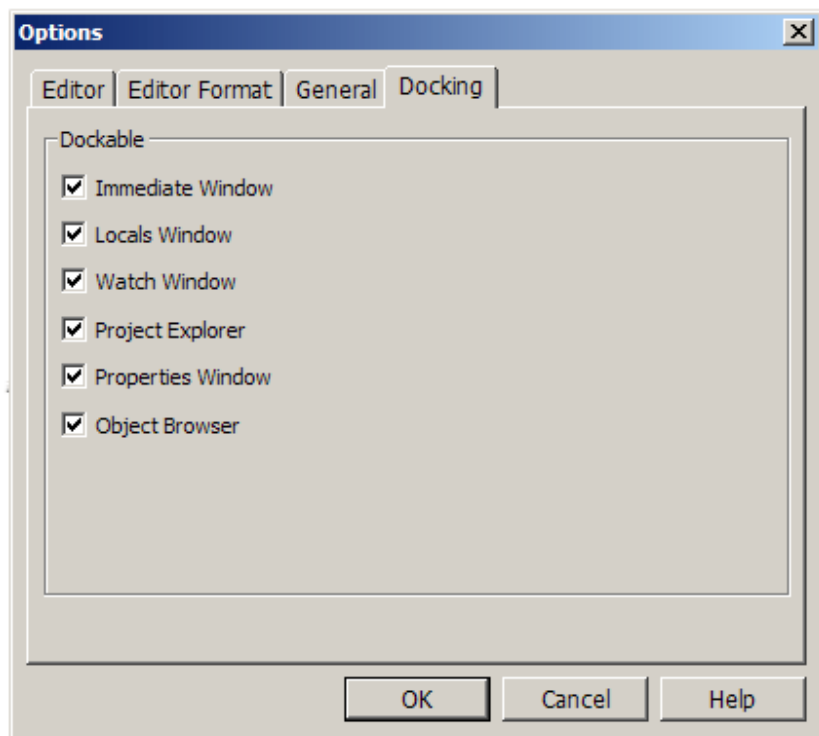 Options
Editor
Editor Format
General
Docking
Dockable
Immediate Window
Locals Window
Watch Window
Project Explorer
Properties Window
Object Browser
OK
Cancel
Help